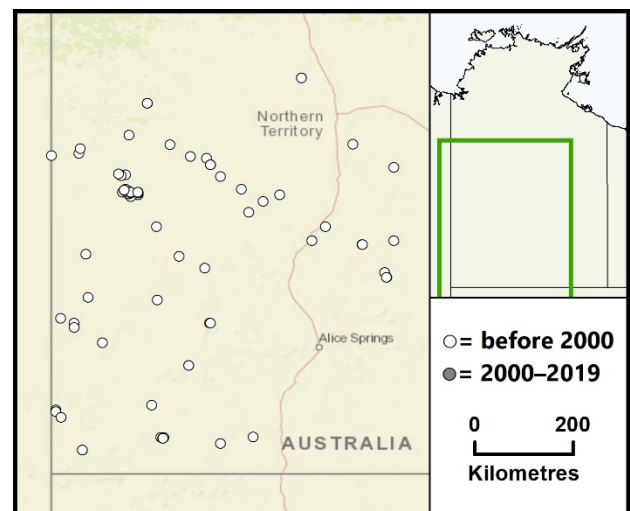 Northern
Territory
Alice Springs
AUSTRALIA
= before 2000
= 2000–2019
0 200
Kilometres